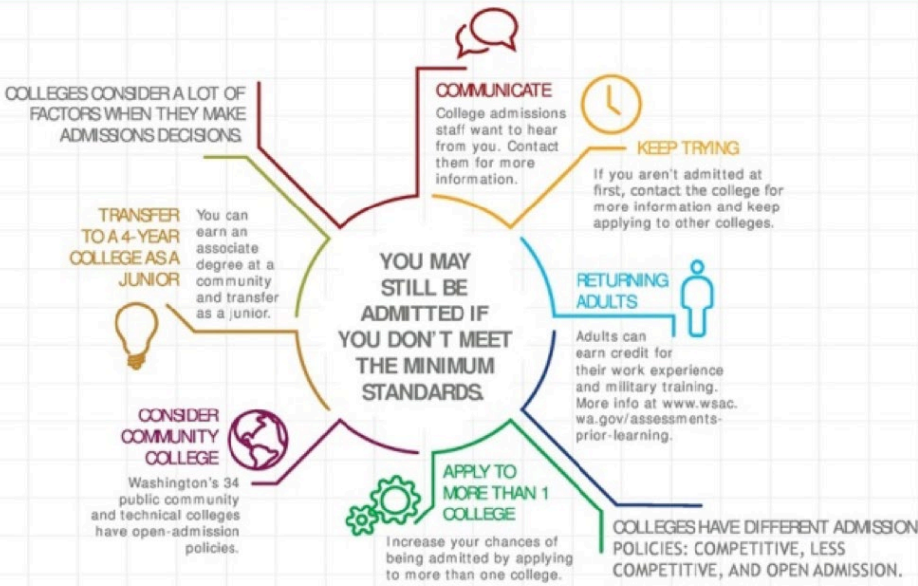 COLLEGES CONSIDER A LOT OF
FACTORS WHEN THEY MAKE
ADMISSIONS DECISIONS.
COMMUNICATE
College admissions
staff want to hear
from you. Contact
them for more
information.
KEEP TRYING
If you aren't admitted at
first, contact the college for
more information and keep
applying to other colleges.
TRANSFER
TO A 4-YEAR
COLLEGE AS A
JUNIOR
You can
earn an
associate
degree at a
community
and transfer
as a junior.
YOU MAY
STILL BE
ADMITTED IF
YOU DON'T MEET
THE MINIMUM
STANDARDS.
RETURNING
ADULTS
Adults can
earn credit for
their work experience
and military training.
More info at www.wsac.
wa.gov/assessments-
prior-learning.
CONSIDER
COMMUNITY
COLLEGE
Washington's 34
public community
and technical colleges
have open-admission
policies.
APPLY TO
MORE THAN 1
COLLEGE
Increase your chances of
being admitted by applying
to more than one college.
COLLEGES HAVE DIFFERENT ADMISSION
POLICIES: COMPETITIVE, LESS
COMPETITIVE, AND OPEN ADMISSION.